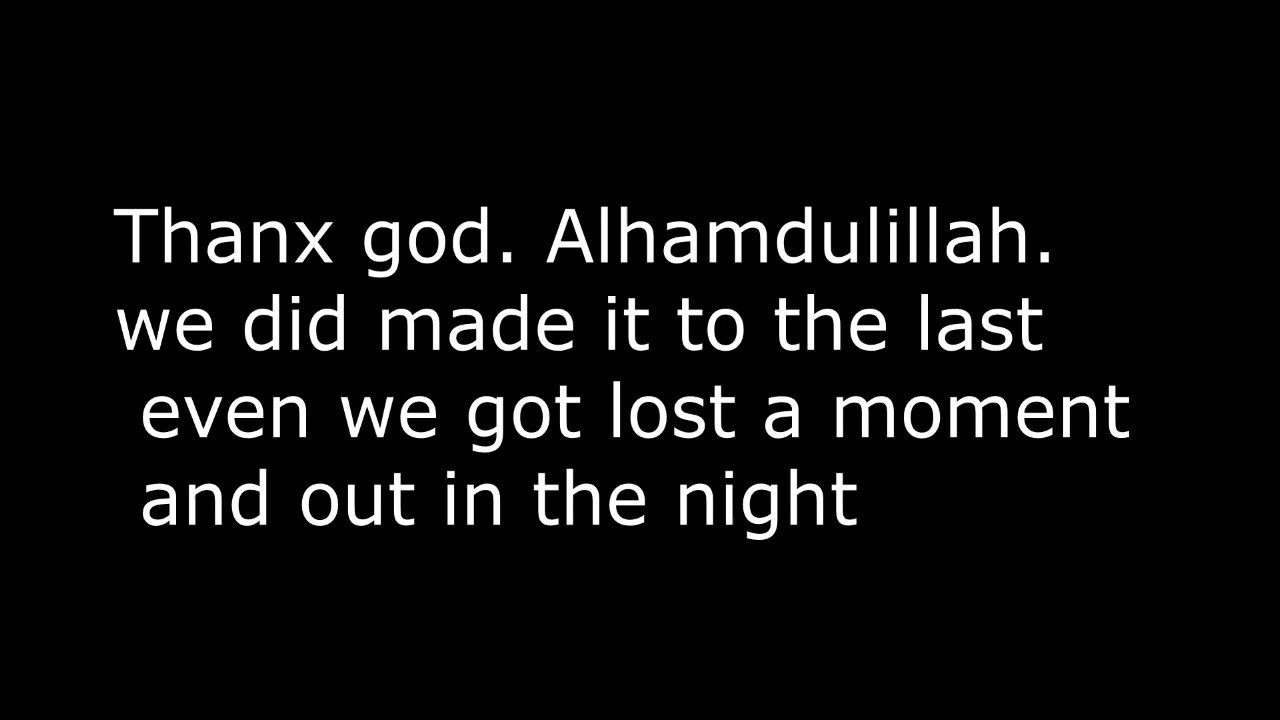 Thanx god. Alhamdulillah.
we did made it to the last
even we got lost a moment
and out in the night